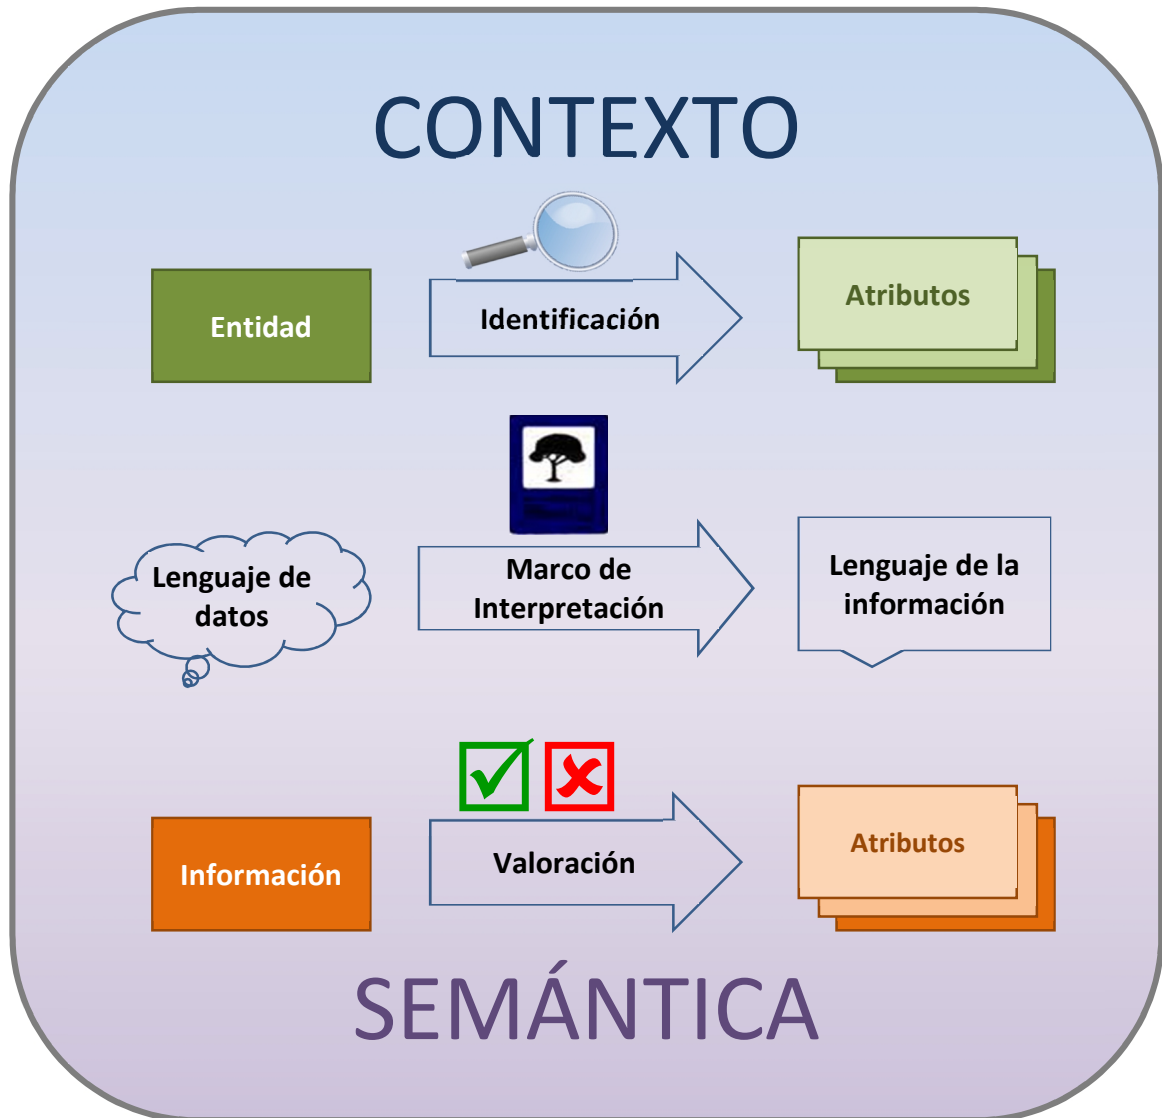 CONTEXTO
Entidad
Identificación
Atributos
Lenguaje de
datos
Marco de
Interpretación
Lenguaje de la
información
Información
Valoración
Atributos
SEMÁNTICA